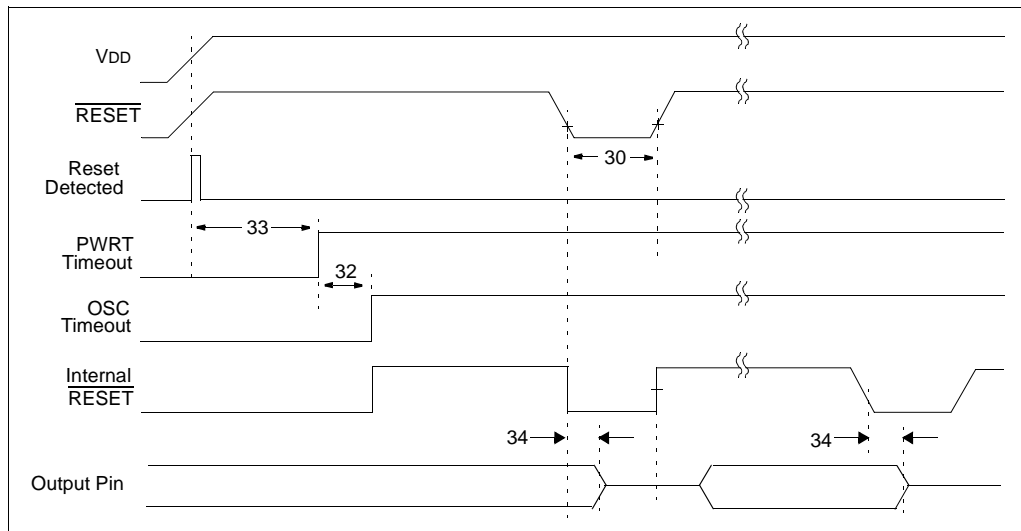 VDD
RESET
Reset
Detected
30
33
PWRT
Timeout
32
OSC
Timeout
Internal
RESET
34
34
Output Pin